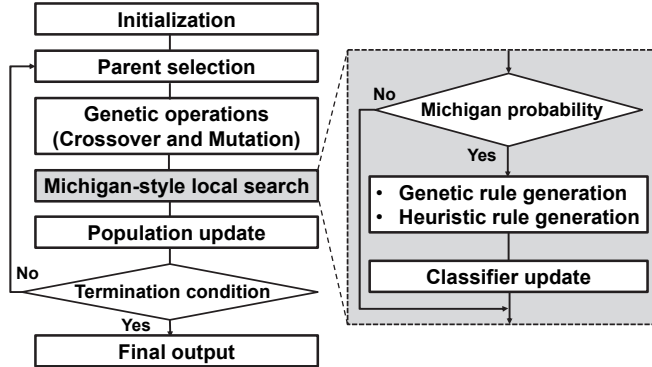 Initialization
Parent selection
Genetic operations
(Crossover and Mutation)
Michigan-style local search
Population update
No
Termination condition
Yes
Final output
No
Michigan probability
Yes
• Genetic rule generation
• Heuristic rule generation
Classifier update